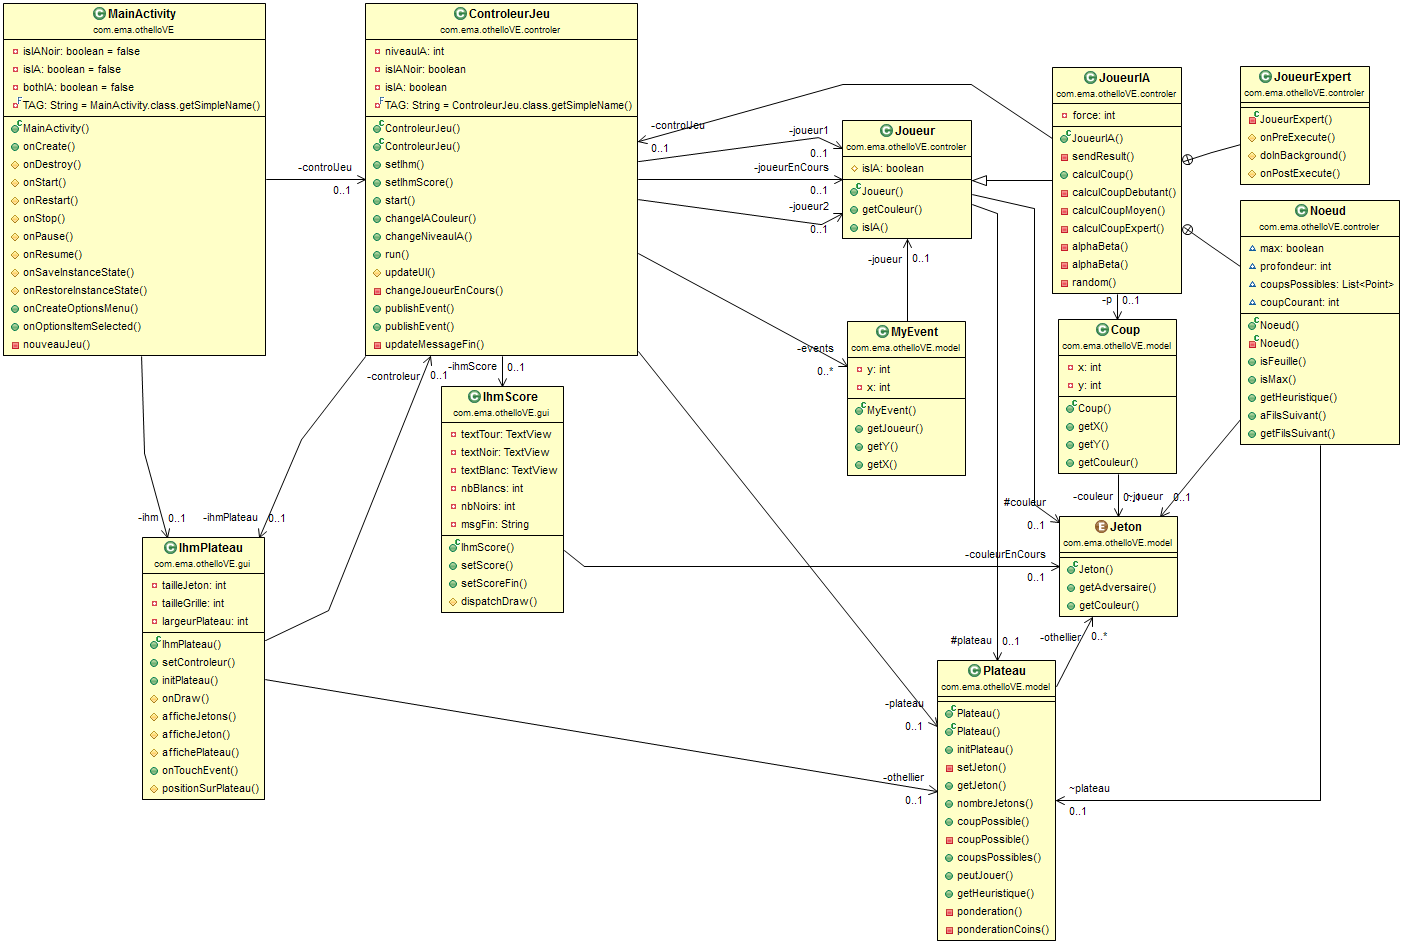 MainActivity
com.ema.othelloVE
isIANoir: boolean = false
isIA: boolean = false
bothIA: boolean = false
TAG: String = MainActivity.class.getSimpleName()
MainActivity()
onCreate()
onDestroy()
onStart()
onRestart()
onStop()
onPause()
onResume()
onSaveInstanceState()
onRestoreInstanceState()
onCreateOptionsMenu()
onOptionsItemSelected()
nouveauJeu()
-controlJeu
0..1
ControleurJeu
com.ema.othelloVE.controler
niveauIA: int
isIANoir: boolean
isIA: boolean
TAG: String = ControleurJeu.class.getSimpleName()
ControleurJeu()
ControleurJeu()
setIhm()
setIhmScore()
start()
changeIACouleur()
changeNiveauIA()
run()
updateUI()
changeJoueurEnCours()
publishEvent()
publishEvent()
updateMessageFin()
-controlJeu
0..1
-joueur1
0..1
-joueurEnCours
0..1
-joueur2
0..1
Joueur
com.ema.othelloVE.controler
isIA: boolean
Joueur()
getCouleur()
isIA()
JoueurIA
com.ema.othelloVE.controler
force: int
JoueurIA()
sendResult()
calculCoup()
calculCoupDebutant()
calculCoupMoyen()
calculCoupExpert()
alphaBeta()
alphaBeta()
random()
JoueurExpert
com.ema.othelloVE.controler
JoueurExpert()
onPreExecute()
doInBackground()
onPostExecute()
Noeud
com.ema.othelloVE.controler
max: boolean
profondeur: int
coupsPossibles: List<Point>
coupCourant: int
Noeud()
Noeud()
isFeuille()
isMax()
getHeuristique()
aFilsSuivant()
getFilsSuivant()
-joueur
0..1
-p
0..1
-events
0..*
MyEvent
com.ema.othelloVE.model
y: int
x: int
MyEvent()
getJoueur()
getY()
getX()
Coup
com.ema.othelloVE.model
x: int
y: int
Coup()
getX()
getY()
getCouleur()
-controleur
0..1
-ihmScore
0..1
IhmScore
com.ema.othelloVE.gui
textTour: TextView
textNoir: TextView
textBlanc: TextView
nbBlancs: int
nbNoirs: int
msgFin: String
IhmScore()
setScore()
setScoreFin()
dispatchDraw()
-ihm
0..1
-ihmPlateau
0..1
IhmPlateau
com.ema.othelloVE.gui
tailleJeton: int
tailleGrille: int
largeurPlateau: int
IhmPlateau()
setControleur()
initPlateau()
onDraw()
afficheJetons()
afficheJeton()
affichePlateau()
onTouchEvent()
positionSurPlateau()
-couleur
0..1
~joueur
0..1
#couleur
0..1
-couleurEnCours
0..1
Jeton
com.ema.othelloVE.model
Jeton()
getAdversaire()
getCouleur()
#plateau
0..1
-othellier
0..*
-plateau
0..1
-othellier
0..1
~plateau
0..1
Plateau
com.ema.othelloVE.model
Plateau()
Plateau()
initPlateau()
setJeton()
getJeton()
nombreJetons()
coupPossible()
coupPossible()
coupsPossibles()
peutJouer()
getHeuristique()
ponderation()
ponderationCoins()